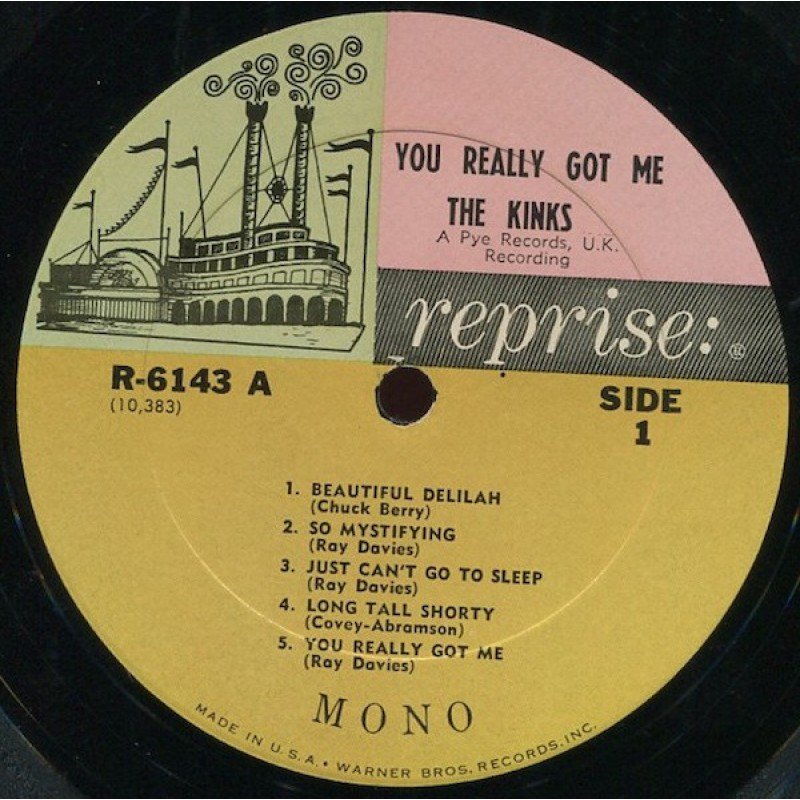 YOU REALLY GOT ME
THE KINKS
A Pye Records, U.K.
Recording
reprise: ®
R-6143 A
(10,383)
SIDE
1
1. BEAUTIFUL DELILAH
(Chuck Berry)
2. SO MYSTIFYING
(Ray Davies)
3. JUST CAN'T GO TO SLEEP
(Ray Davies)
4. LONG TALL SHORTY
(Covey-Abramson)
5. YOU REALLY GOT ME
(Ray Davies)
MONO
MADE IN U.S.A. • WARNER BROS. RECORDS, INC.